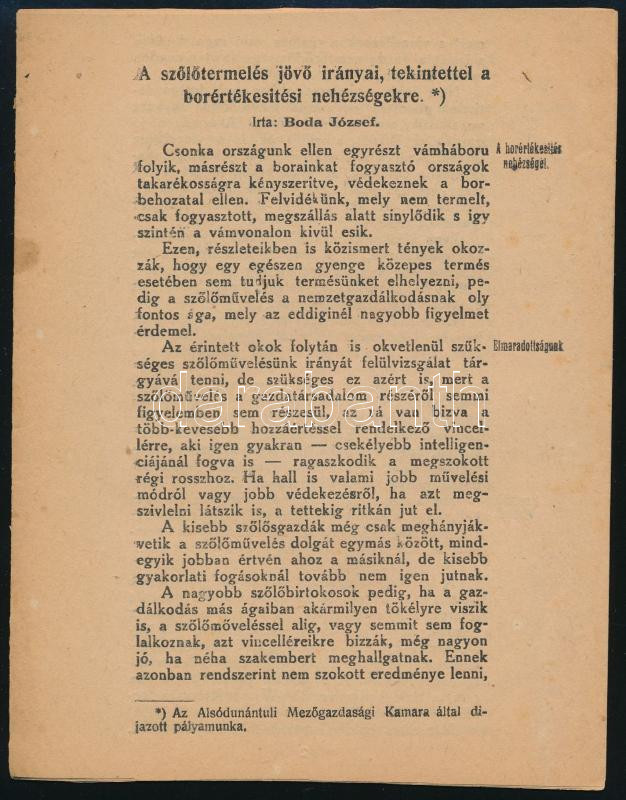 A szőlőtermelés jövő irányai, tekintettel a
borértékesitési nehézségekre. *)
Irta: Boda József.
Csonka országunk ellen egyrészt vámháboru
folyik, másrészt a borainkat fogyasztó országok
takarékosságra kényszerítve, védekeznek a bor-
behozatal ellen. Felvidékünk, mely nem termelt,
csak fogyasztott, megszállás alatt sinylődik s igy
szintén a vámvonalon kivül esik.
A borértékesítés
nehézségei.
Ezen, részleteikben is közismert tények okoz-
zák, hogy egy egészen gyenge közepes termés
esetében sem tudjuk termésünket elhelyezni, pe-
dig a szőlőművelés a nemzetgazdálkodásnak oly
fontos ága, mely az eddiginél nagyobb figyelmet
érdemel.
Az érintett okok folytán is okvetlenül szük-
séges szőlőművelésünk irányát felülvizsgálat tár-
gyává tenni, de szükséges ez azért is, mert a
szőlőművelés a gazdatársadalom részéről semmi
figyelemben sem részesül, az rá van bizva a
több-kevesebb hozzáértéssel rendelkező vincel-
lérre, aki igen gyakran — csekélyebb intelligen-
ciájánál fogva is — ragaszkodik a megszokott
régi rosszhoz. Ha hall is valami jobb művelési
módról vagy jobb védekezésről, ha azt meg-
szivlelni látszik is, a tettekig ritkán jut el.
Elmaradottságunk
A kisebb szőlősgazdák még csak meghányják-
vetik a szőlőművelés dolgát egymás között, mind-
egyik jobban értvén ahoz a másiknál, de kisebb
gyakorlati fogásoknál tovább nem igen jutnak.
A nagyobb szőlőbirtokosok pedig, ha a gaz-
dálkodás más ágaiban akármilyen tökélyre viszik
is, a szőlőműveléssel alig, vagy semmit sem fog-
lalkoznak, azt vincelléreikre bizzák, még nagyon
jó, ha néha szakembert meghallgatnak. Ennek
azonban rendszerint nem szokott eredménye lenni,
*) Az Alsódunántuli Mezőgazdasági Kamara által di-
jazott pályamunka.
darabanth